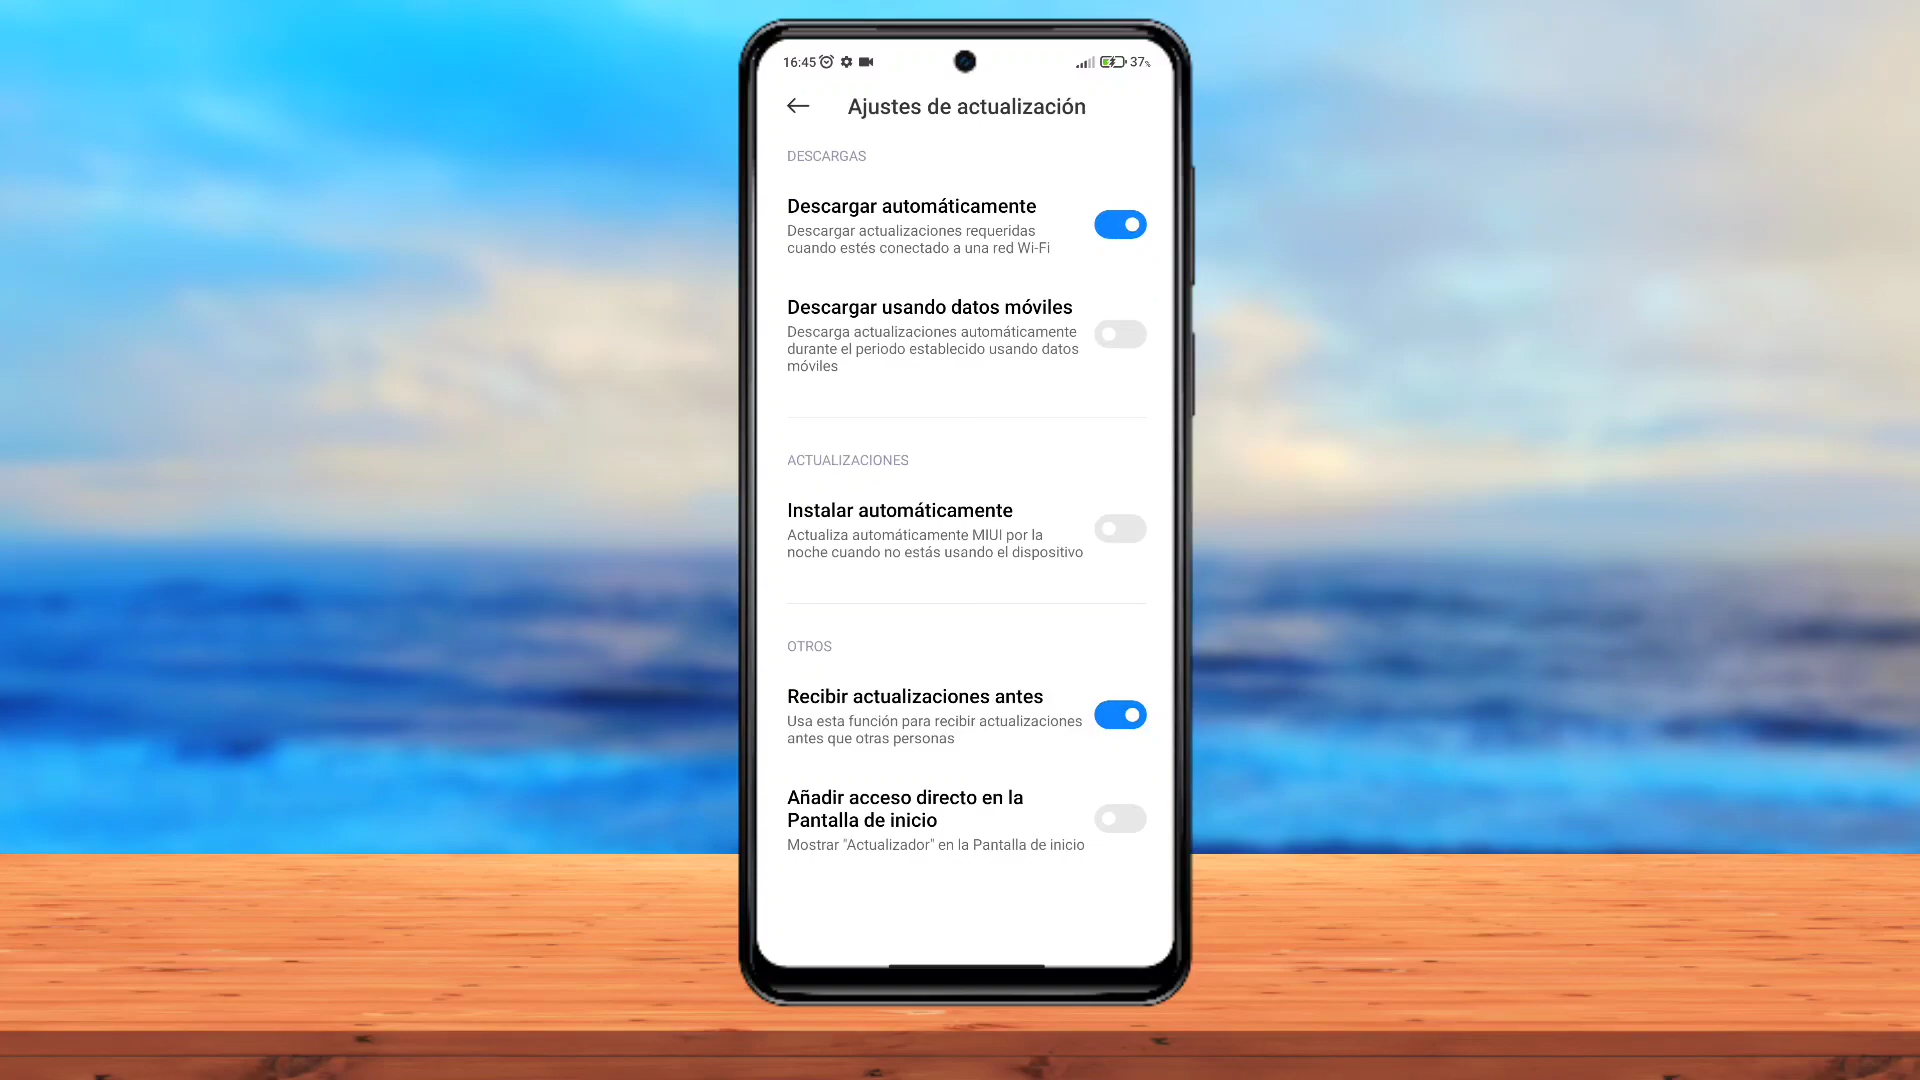 16:45
37%
Ajustes de actualización
DESCARGAS
Descargar automáticamente
Descargar actualizaciones requeridas
cuando estés conectado a una red Wi-Fi
Descargar usando datos móviles
Descarga actualizaciones automáticamente
durante el periodo establecido usando datos
móviles
ACTUALIZACIONES
Instalar automáticamente
Actualiza automáticamente MIUI por la
noche cuando no estás usando el dispositivo
OTROS
Recibir actualizaciones antes
Usa esta función para recibir actualizaciones
antes que otras personas
Añadir acceso directo en la
Pantalla de inicio
Mostrar "Actualizador" en la Pantalla de inicio